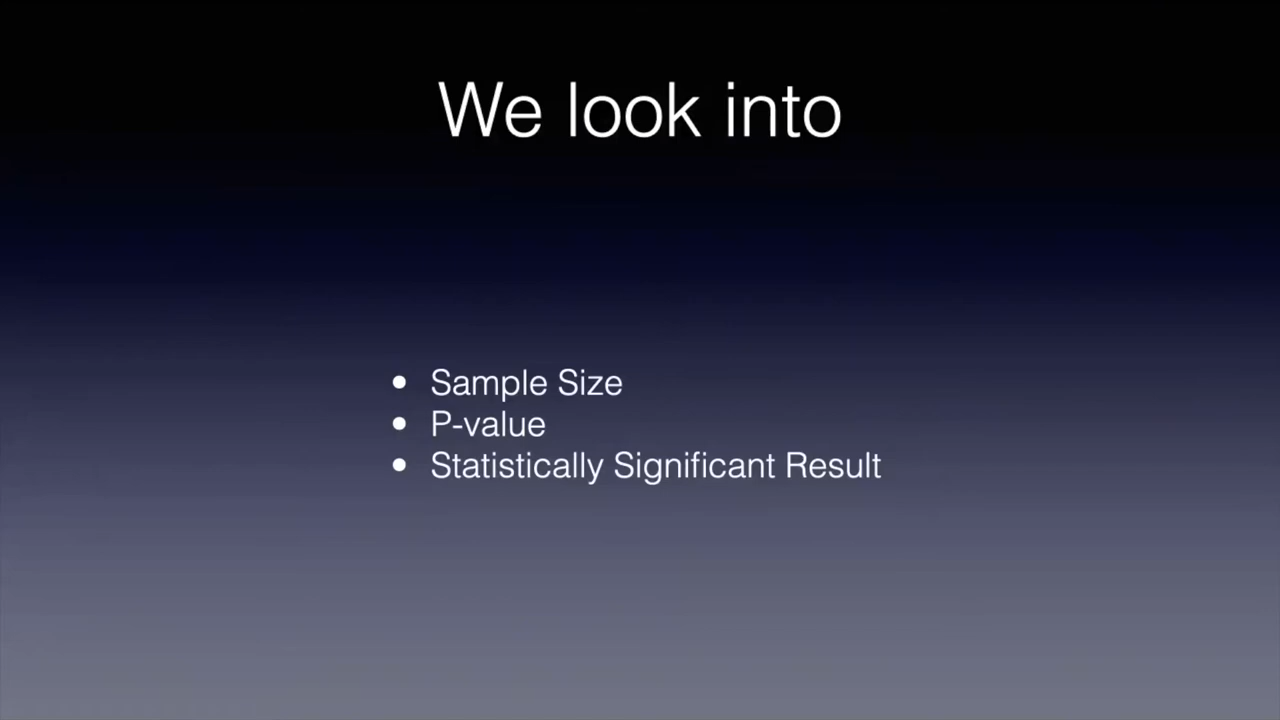 We look into
• Sample Size
• P-value
• Statistically Significant Result